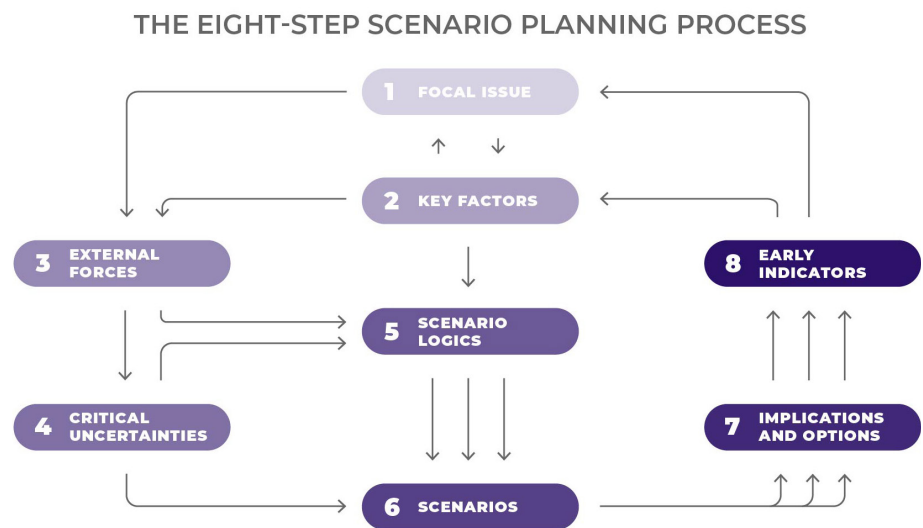 THE EIGHT-STEP SCENARIO PLANNING PROCESS
1 FOCAL ISSUE
2 KEY FACTORS
3 EXTERNAL
FORCES
8 EARLY
INDICATORS
5 SCENARIO
LOGICS
4 CRITICAL
UNCERTAINTIES
7 IMPLICATIONS
AND OPTIONS
6 SCENARIOS